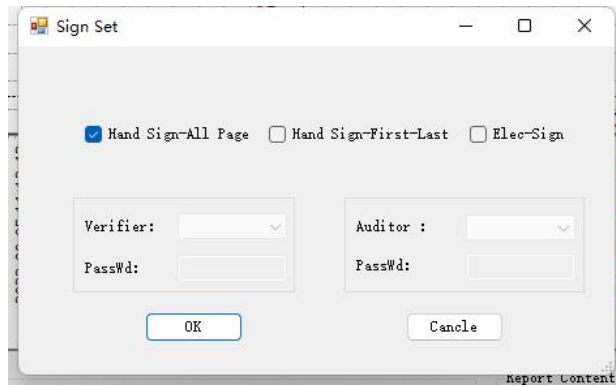 Sign Set
Hand Sign-All Page Hand Sign-First-Last Elec-Sign
Verifier: Auditor :
PassWd: PassWd:
OK Cancle
Report Content